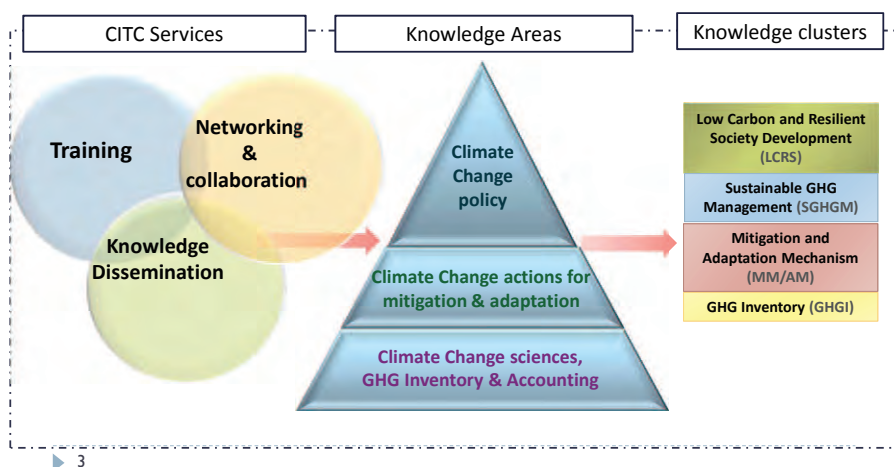 CITC Services
Knowledge Areas
Knowledge clusters
Training
Networking
&
collaboration
Knowledge
Dissemination
Climate
Change
policy
Climate Change actions for
mitigation & adaptation
Climate Change sciences,
GHG Inventory & Accounting
Low Carbon and Resilient
Society Development
(LCRS)
Sustainable GHG
Management (SGHGM)
Mitigation and
Adaptation Mechanism
(MM/AM)
GHG Inventory (GHGI)
3